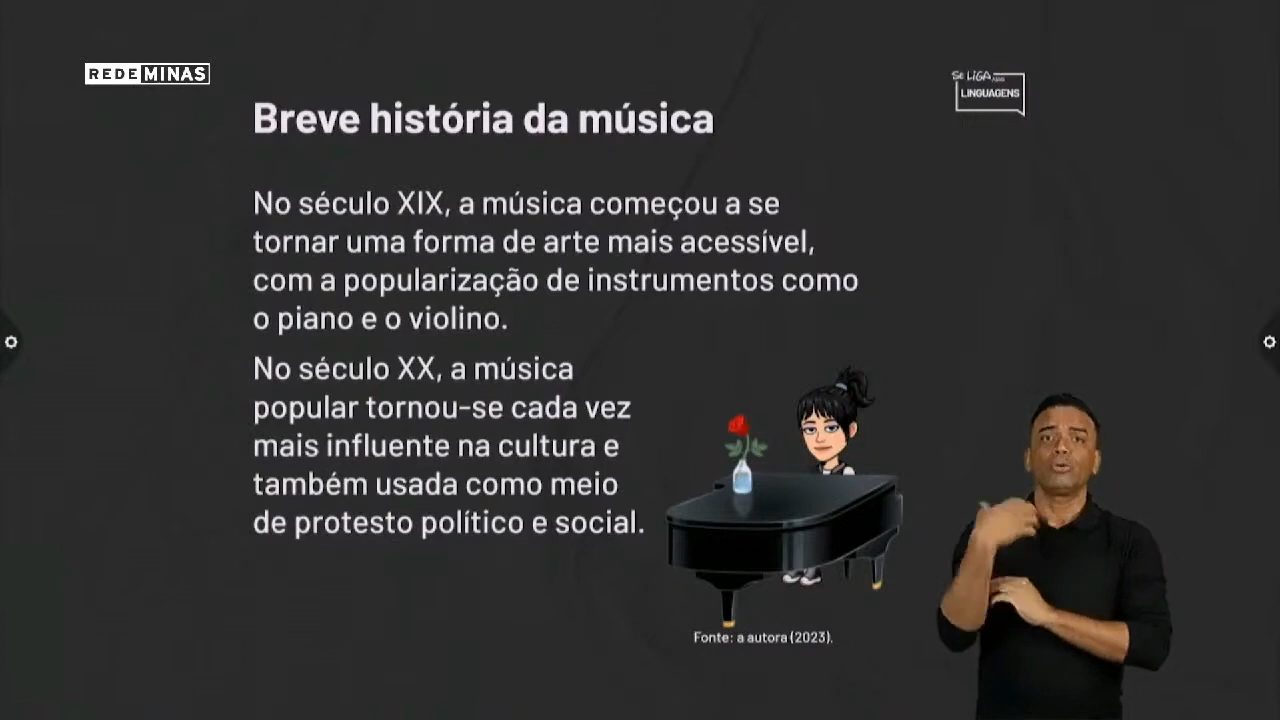 REDE MINAS
SE LIGA NAS
LINGUAGENS
Breve história da música
No século XIX, a música começou a se
tornar uma forma de arte mais acessível,
com a popularização de instrumentos como
o piano e o violino.
No século XX, a música
popular tornou-se cada vez
mais influente na cultura e
também usada como meio
de protesto político e social.
Fonte: a autora (2023).